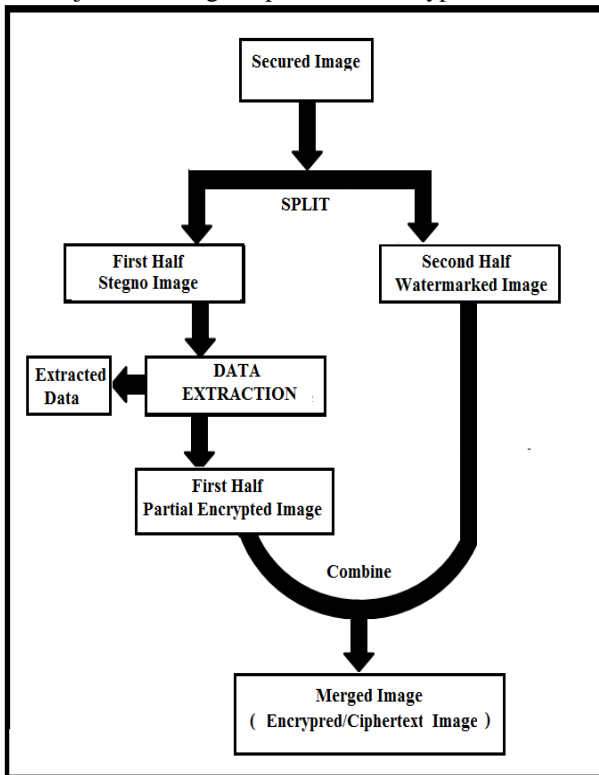 Secured Image
SPLIT
First Half
Stegno Image
Second Half
Watermarked Image
Extracted
Data
DATA
EXTRACTION
First Half
Partial Encrypted Image
Combine
Merged Image
( Encrypred/Ciphertext Image )